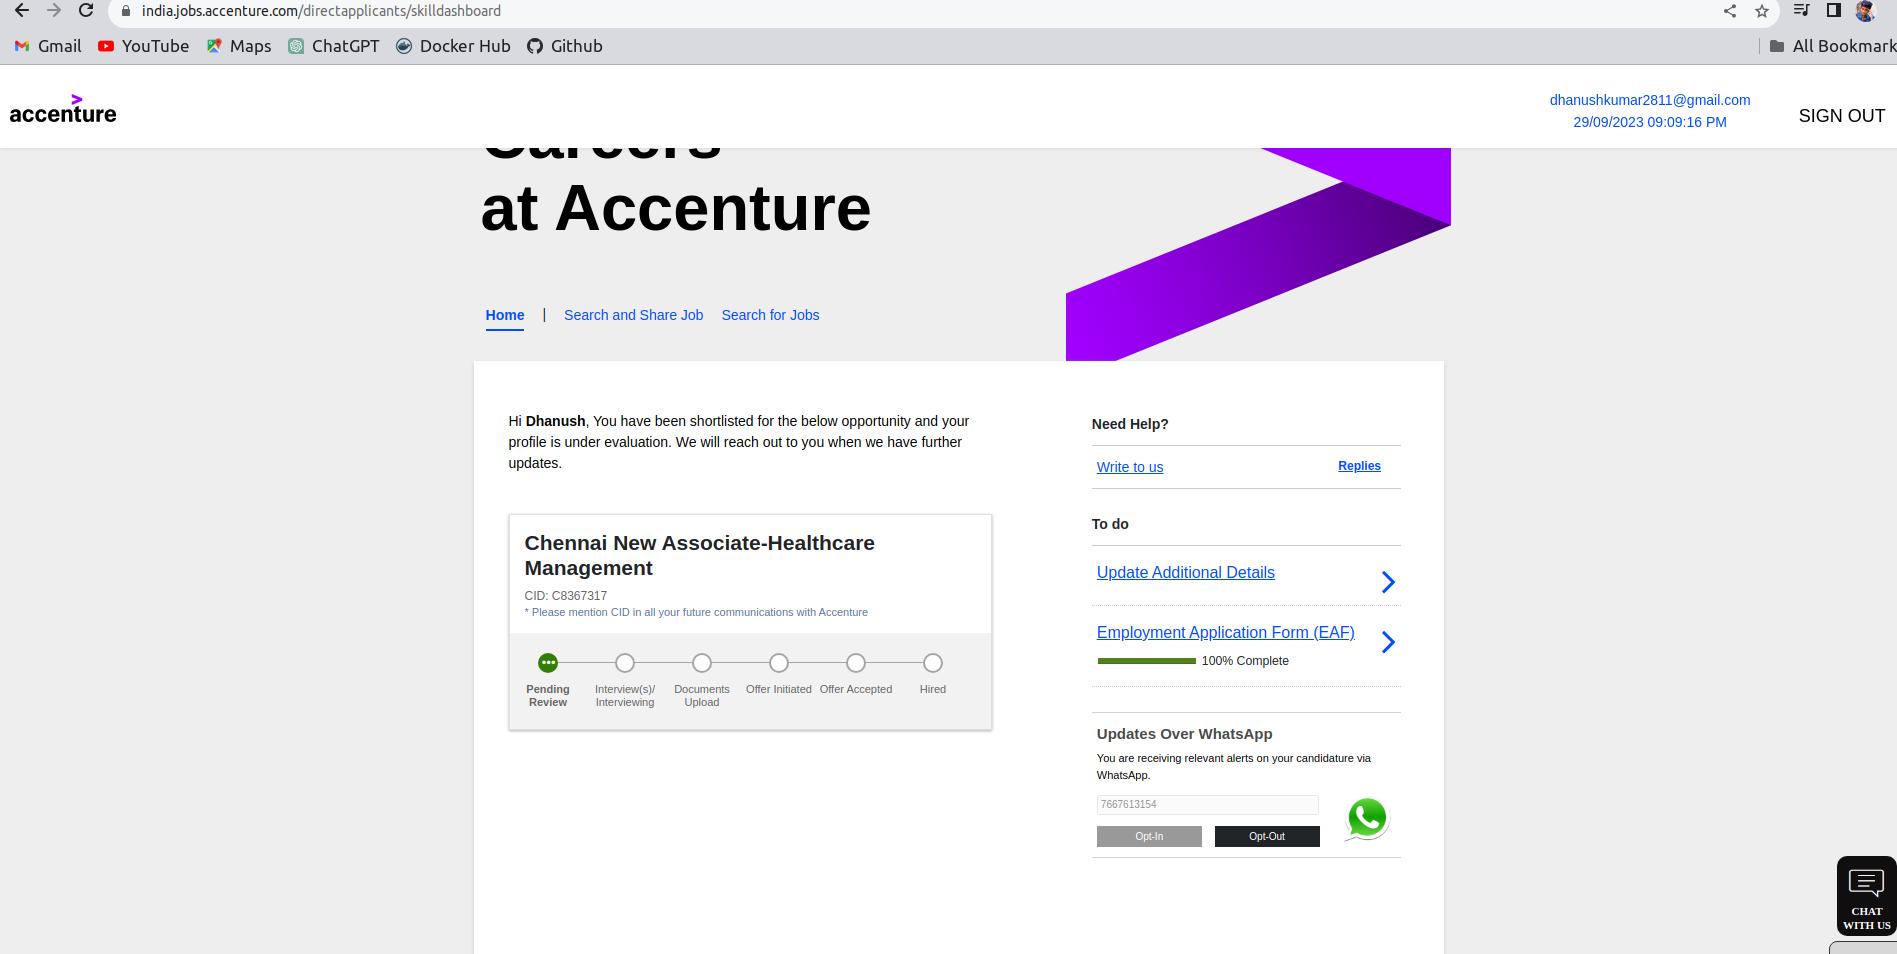 india.jobs.accenture.com/directapplicants/skilldashboard
Gmail YouTube Maps ChatGPT Docker Hub Github All Bookmark
accenture
dhanushkumar2811@gmail.com
29/09/2023 09:09:16 PM
SIGN OUT
Careers
at Accenture
Home | Search and Share Job Search for Jobs
Hi Dhanush, You have been shortlisted for the below opportunity and your
profile is under evaluation. We will reach out to you when we have further
updates.
Chennai New Associate-Healthcare
Management
CID: C8367317
* Please mention CID in all your future communications with Accenture
Pending
Review
Interview(s)/
Interviewing
Documents
Upload
Offer Initiated
Offer Accepted
Hired
Need Help?
Write to us Replies
To do
Update Additional Details
Employment Application Form (EAF)
100% Complete
Updates Over WhatsApp
You are receiving relevant alerts on your candidature via
WhatsApp.
7667613154
Opt-In Opt-Out
CHAT
WITH US